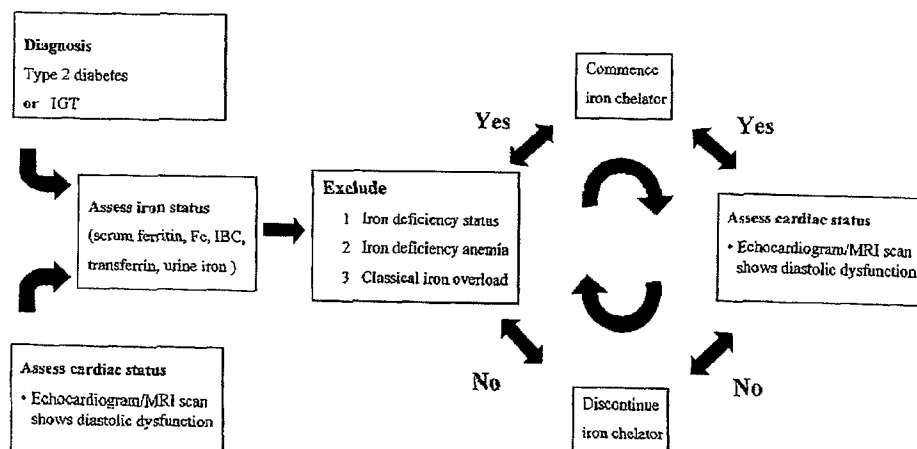 Diagnosis
Type 2 diabetes
or IGT
Assess iron status
(serum ferritin, Fe, IBC,
transferrin, urine iron )
Assess cardiac status
• Echocardiogram/MRI scan
shows diastolic dysfunction
Exclude
1 Iron deficiency status
2 Iron deficiency anemia
3 Classical iron overload
Yes
No
Commence
iron chelator
Discontinue
iron chelator
Yes
No
Assess cardiac status
• Echocardiogram/MRI scan
shows diastolic dysfunction